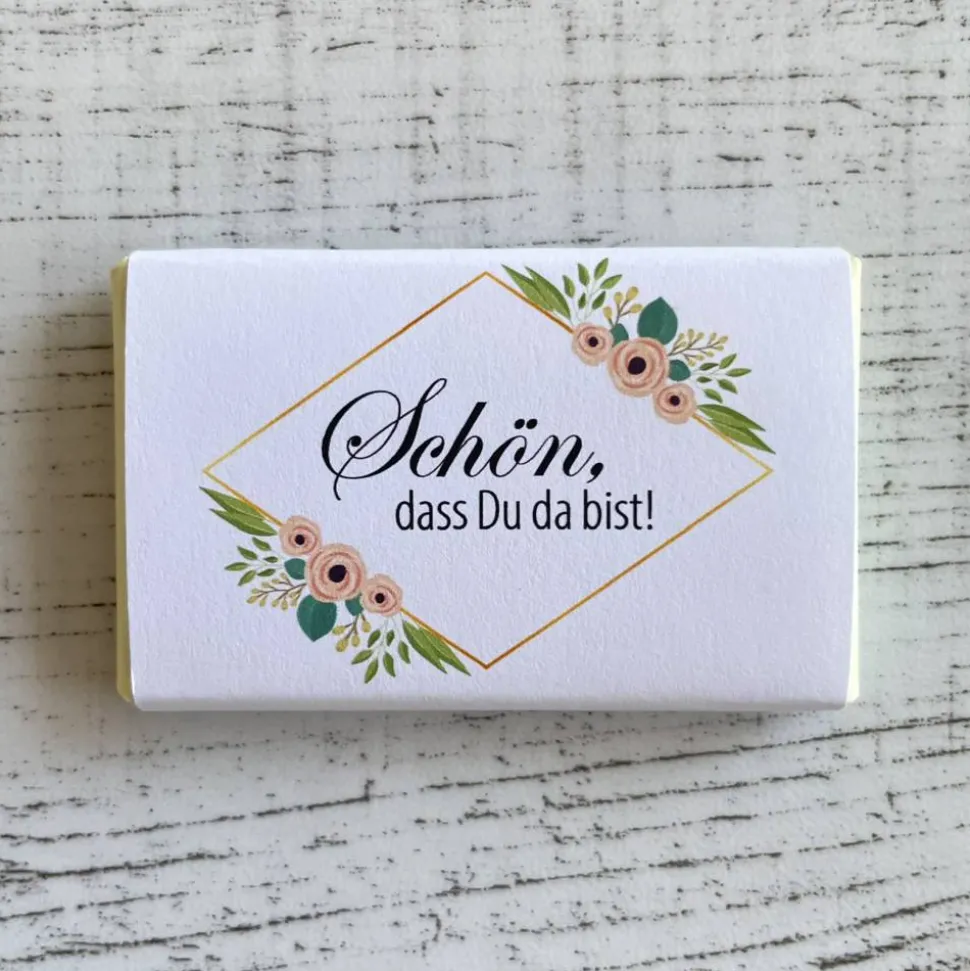 Schön,
dass Du da bist!